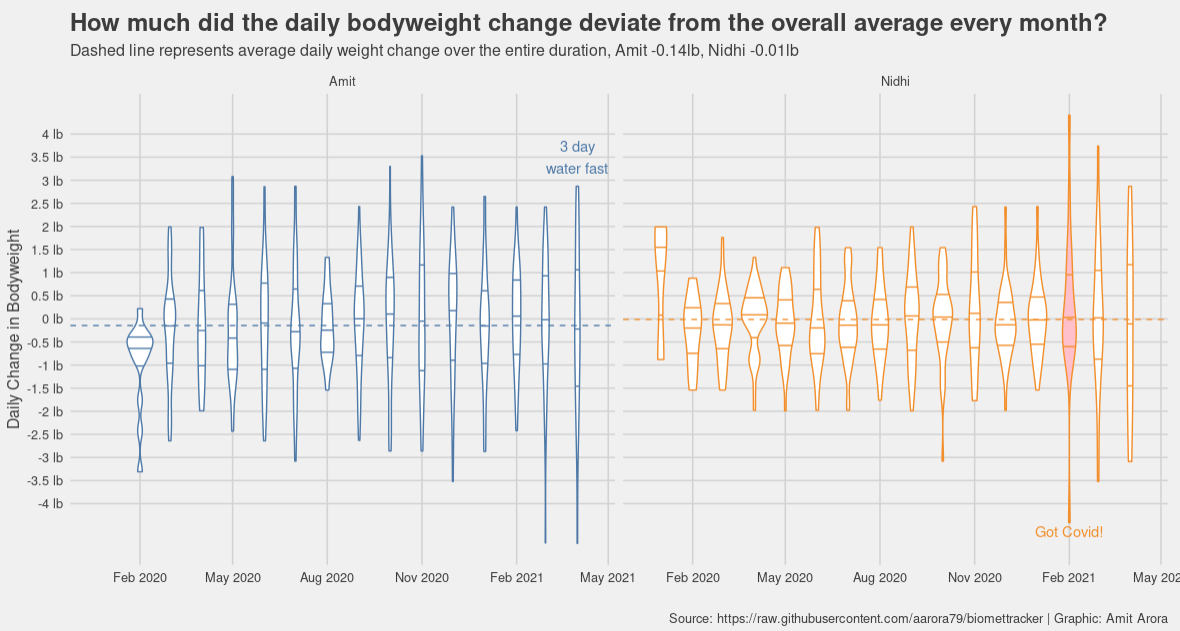 How much did the daily bodyweight change deviate from the overall average every month?
Dashed line represents average daily weight change over the entire duration, Amit -0.14lb, Nidhi -0.01lb
Amit
Nidhi
Daily Change in Bodyweight
4 lb
3.5 lb
3 lb
2.5 lb
2 lb
1.5 lb
1 lb
0.5 lb
0 lb
-0.5 lb
-1 lb
-1.5 lb
-2 lb
-2.5 lb
-3 lb
-3.5 lb
-4 lb
3 day
water fast
Got Covid!
Feb 2020 May 2020 Aug 2020 Nov 2020 Feb 2021 May 2021
Feb 2020 May 2020 Aug 2020 Nov 2020 Feb 2021 May 202
Source: https://raw.githubusercontent.com/aarora79/biomettracker | Graphic: Amit Arora